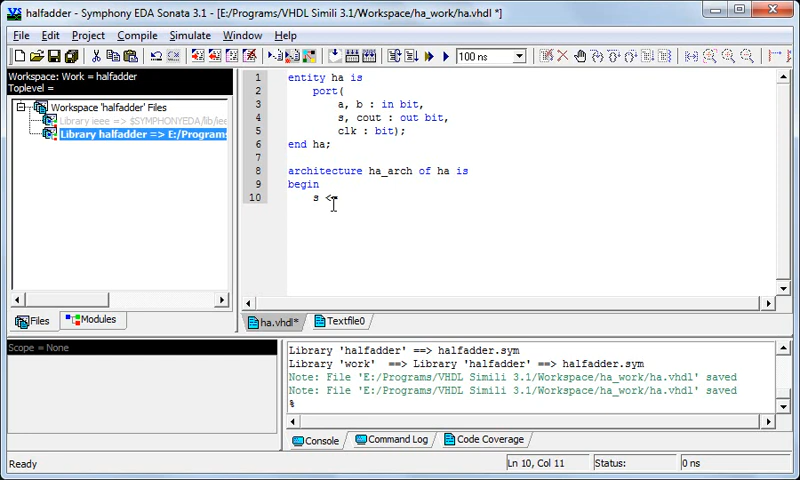 halfadder - Symphony EDA Sonata 3.1 - [E:/Programs/VHDL Simili 3.1/Workspace/ha_work/ha.vhdl *]
File Edit Project Compile Simulate Window Help
100 ns
Workspace: Work = halfadder
Toplevel =
Workspace 'halfadder' Files
Library ieee => $SYMPHONYEDA/lib/iee
Library halfadder => E:/Programs
Files Modules
1 entity ha is
2 port(
3 a, b : in bit,
4 s, cout : out bit,
5 clk : bit);
6 end ha;
7
8 architecture ha_arch of ha is
9 begin
10 s <=
ha.vhdl* Textfile0
Scope = None
Library 'halfadder' ==> halfadder.sym
Library 'work' ==> Library 'halfadder' ==> halfadder.sym
Note: File 'E:/Programs/VHDL Simili 3.1/Workspace/ha_work/ha.vhdl' saved
Note: File 'E:/Programs/VHDL Simili 3.1/Workspace/ha_work/ha.vhdl' saved
%
Console Command Log Code Coverage
Ready Ln 10, Col 11 Status: 0 ns